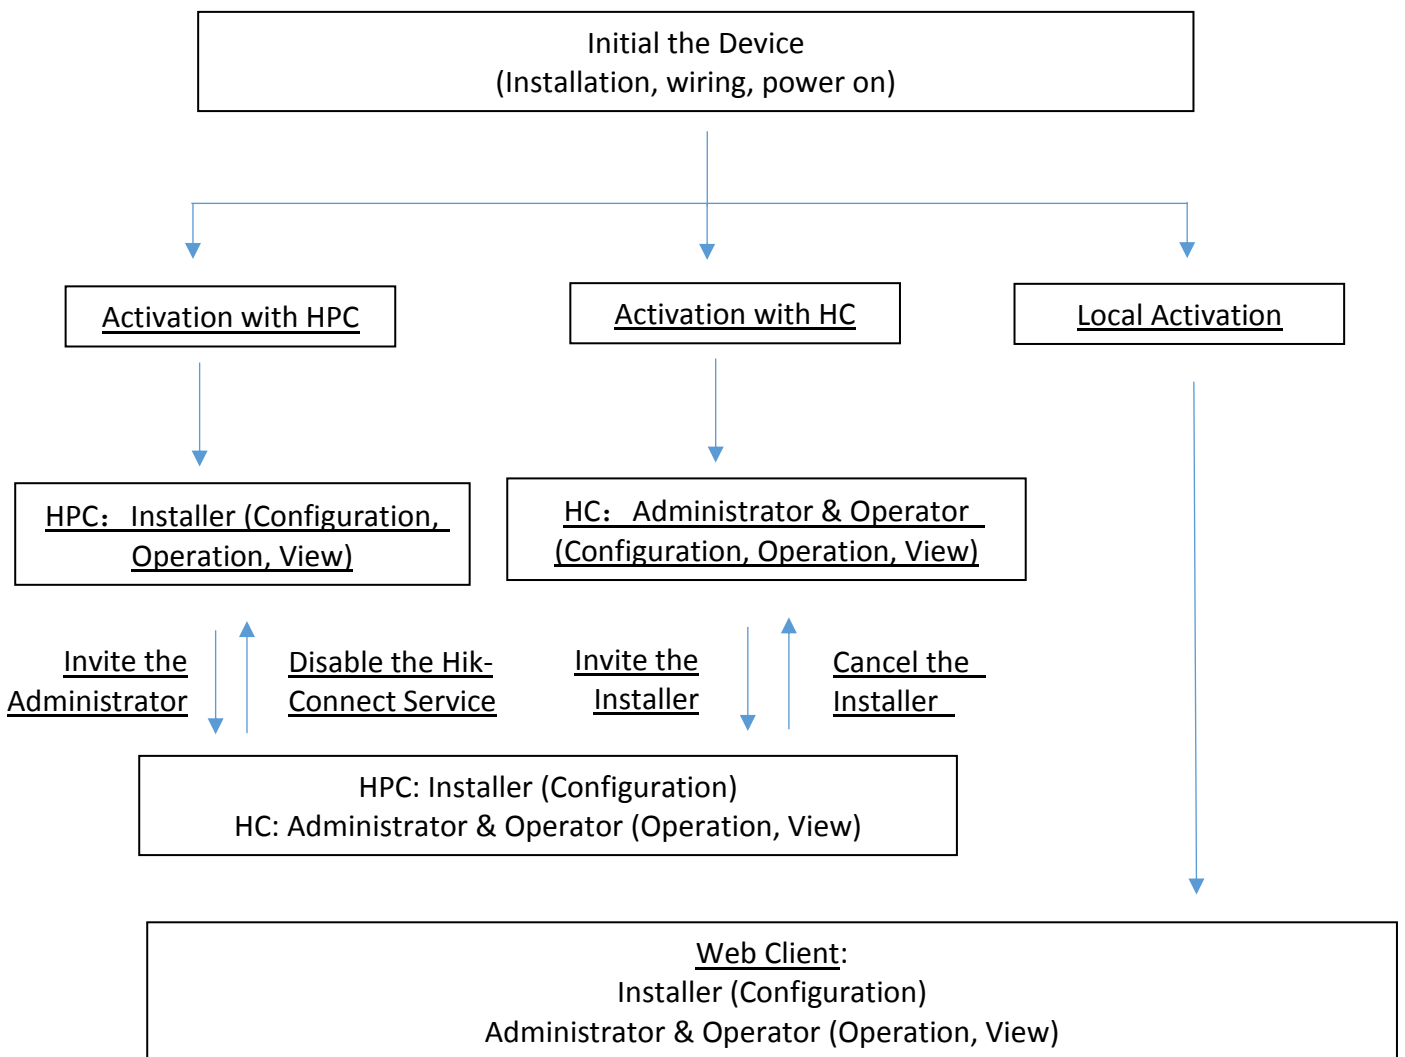 Initial the Device
(Installation, wiring, power on)
Activation with HPC
Activation with HC
Local Activation
HPC： Installer (Configuration,
Operation, View)
HC： Administrator & Operator
(Configuration, Operation, View)
Invite the
Administrator
Disable the Hik-
Connect Service
Invite the
Installer
Cancel the
Installer
HPC: Installer (Configuration)
HC: Administrator & Operator (Operation, View)
Web Client:
Installer (Configuration)
Administrator & Operator (Operation, View)